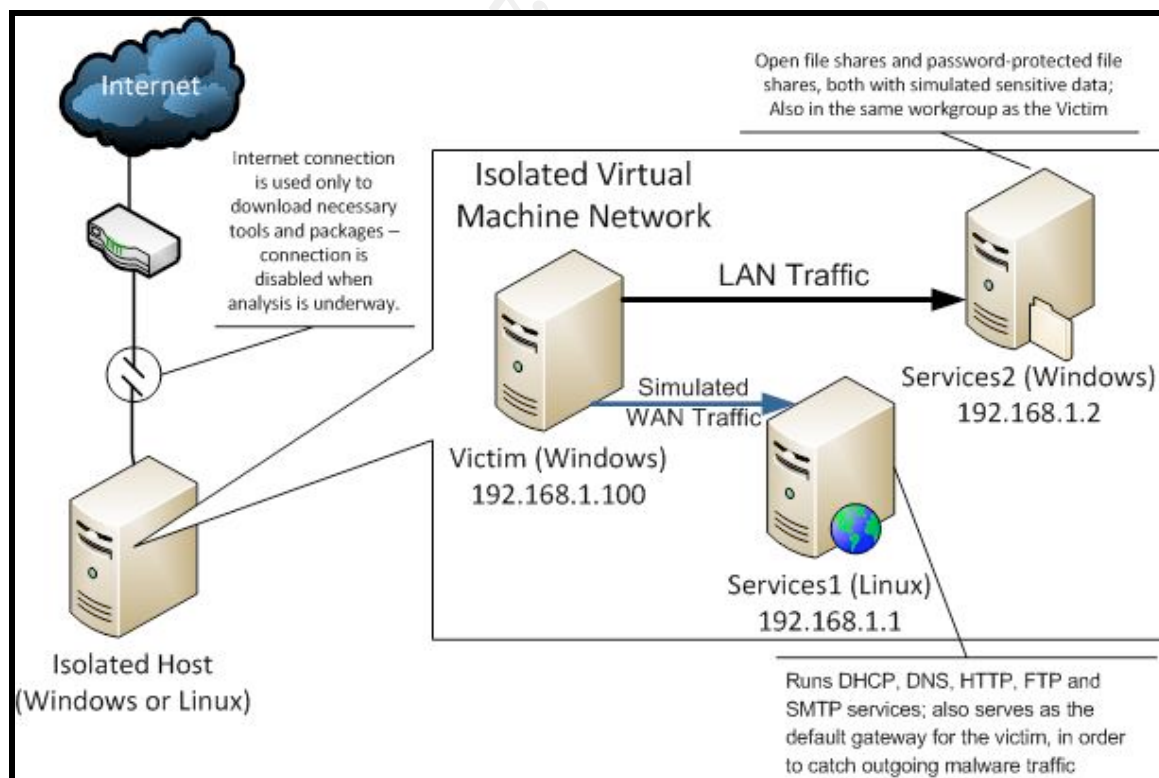 Internet
Open file shares and password-protected file
shares, both with simulated sensitive data;
Also in the same workgroup as the Victim
Internet connection
is used only to
download necessary
tools and packages –
connection is
disabled when
analysis is underway.
Isolated Virtual
Machine Network
LAN Traffic
Services2 (Windows)
192.168.1.2
Simulated
WAN Traffic
Victim (Windows)
192.168.1.100
Services1 (Linux)
192.168.1.1
Isolated Host
(Windows or Linux)
Runs DHCP, DNS, HTTP, FTP and
SMTP services; also serves as the
default gateway for the victim, in order
to catch outgoing malware traffic